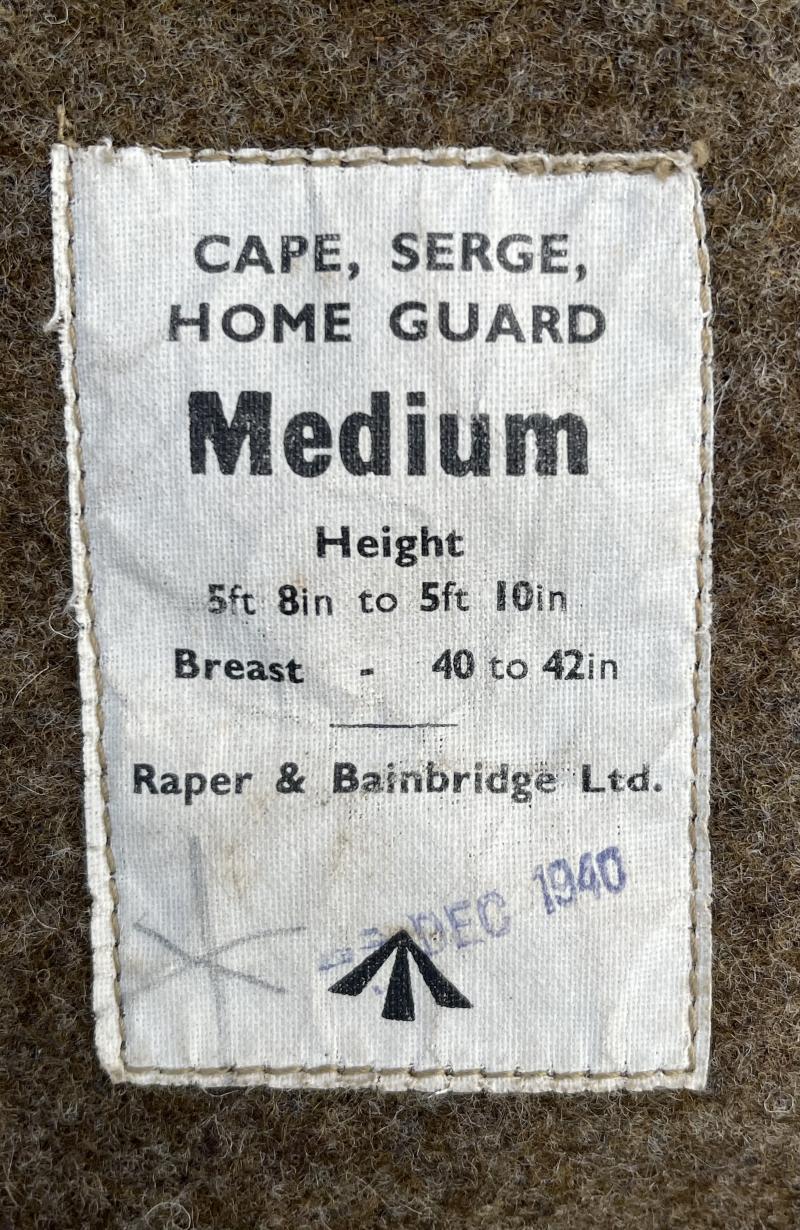 CAPE, SERGE,
HOME GUARD
Medium
Height
5ft 8in to 5ft 10in
Breast - 40 to 42in
Raper & Bainbridge Ltd.
DEC 1940